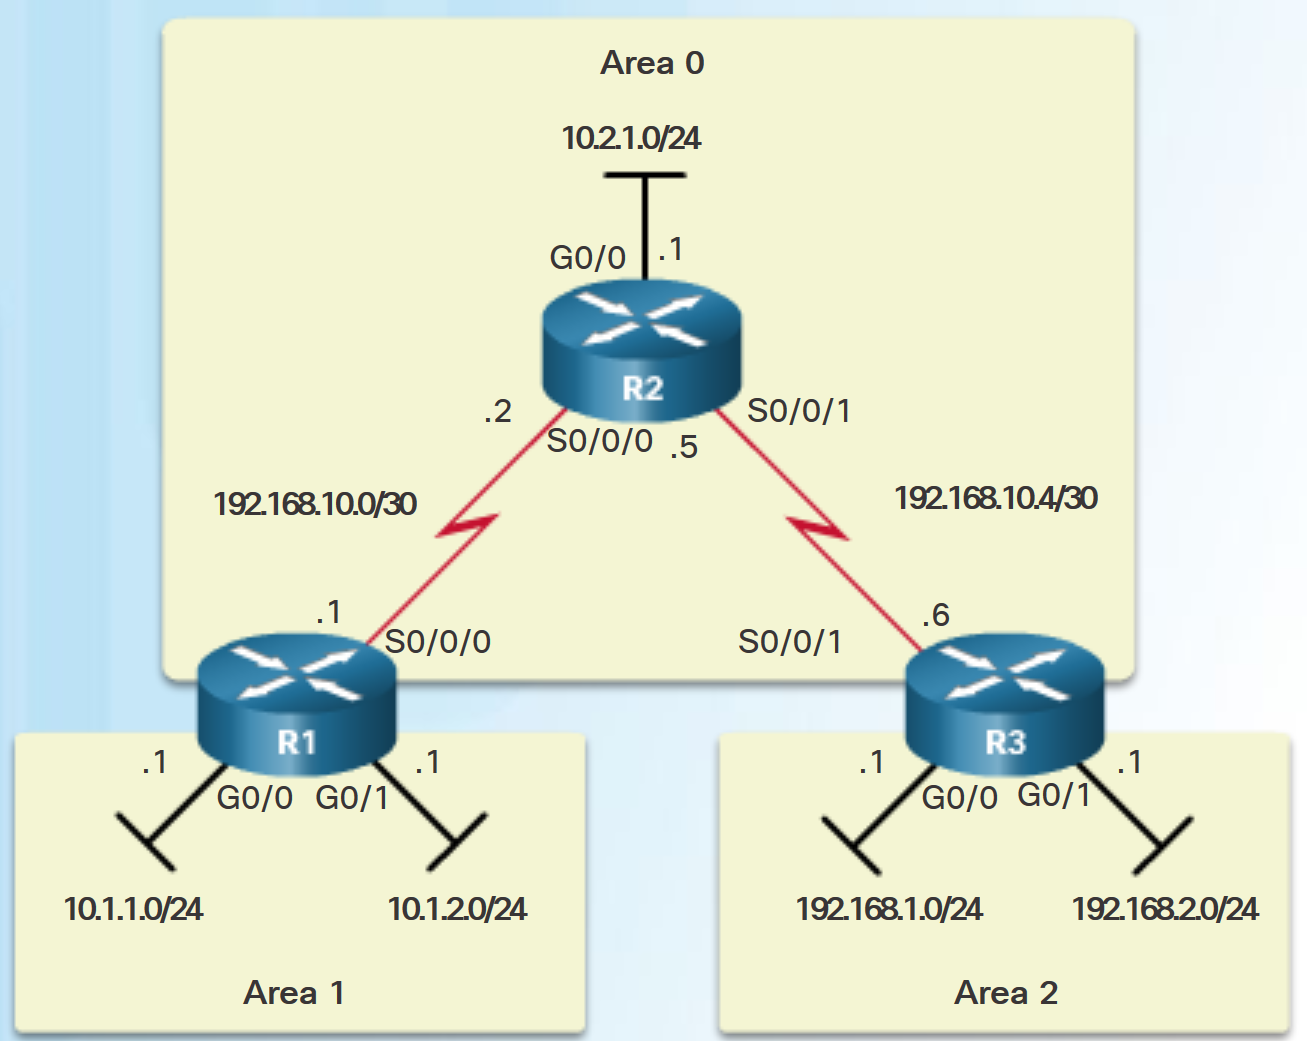 Area 0
10.2.1.0/24
G0/0
.1
R2
.2
S0/0/0
.5
S0/0/1
192.168.10.0/30
192.168.10.4/30
.1
S0/0/0
S0/0/1
.6
R1
R3
.1
G0/0
G0/1
.1
.1
G0/0
G0/1
.1
10.1.1.0/24
10.1.2.0/24
192.168.1.0/24
192.168.2.0/24
Area 1
Area 2